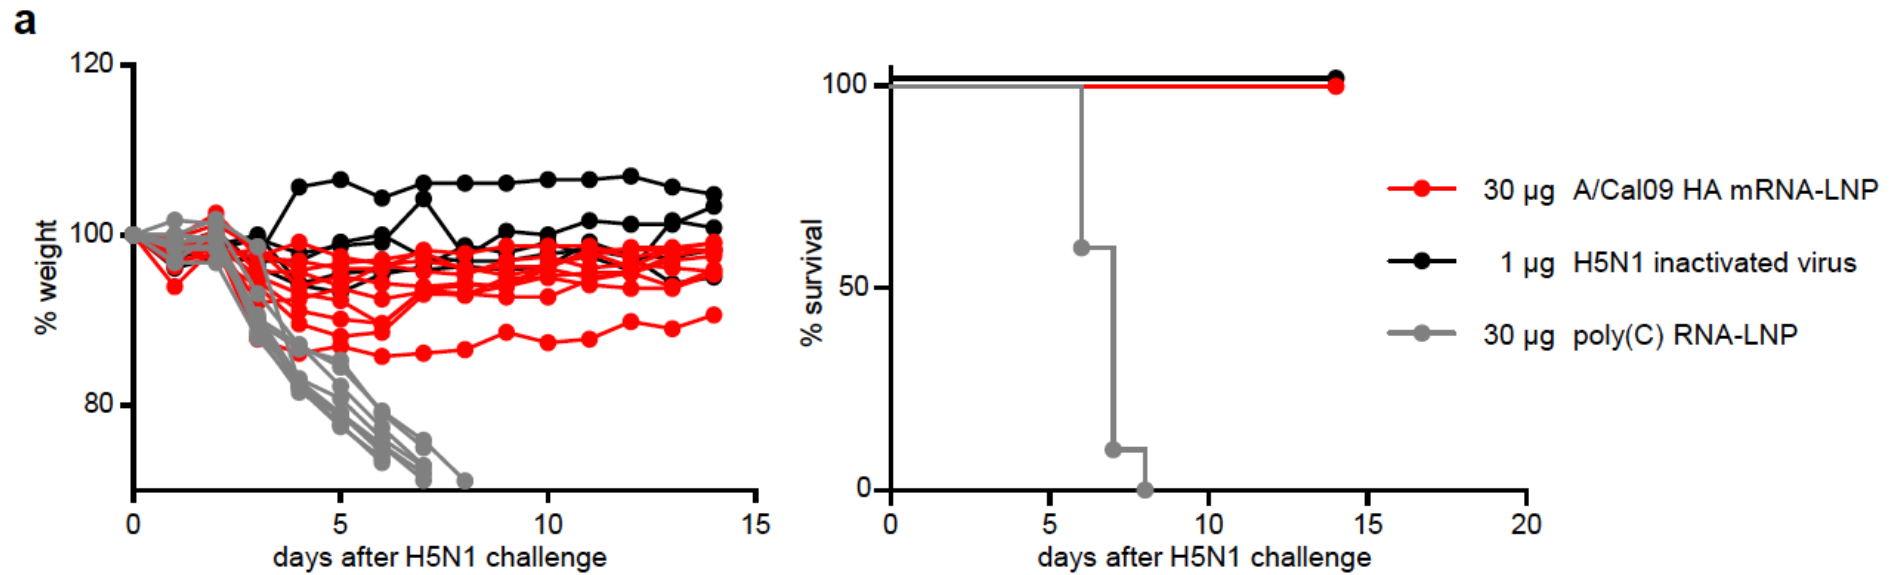 a
120
100
80
% weight
0 5 10 15
days after H5N1 challenge
100
50
0
% survival
0 5 10 15 20
days after H5N1 challenge
30 µg A/Cal09 HA mRNA-LNP
1 µg H5N1 inactivated virus
30 µg poly(C) RNA-LNP